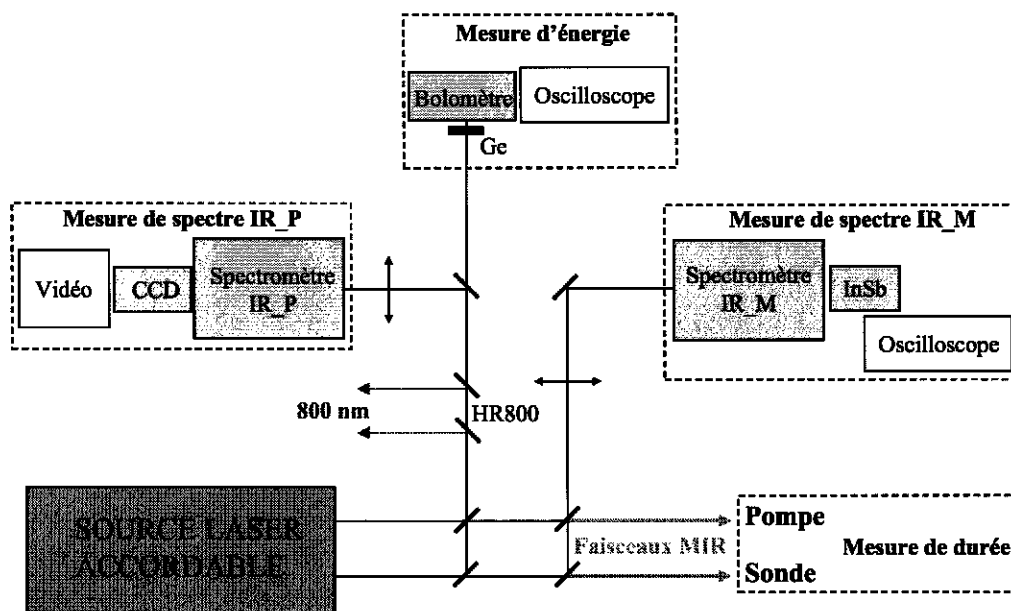 Mesure d'énergie
Bolomètre
Oscilloscope
Ge
Mesure de spectre IR_P
Vidéo
CCD
Spectromètre
IR_P
Mesure de spectre IR_M
Spectromètre
IR_M
InSb
Oscilloscope
800 nm
HR800
SOURCE LASER
ACCORDABLE
Faisceaux MIR
Pompe
Mesure de durée
Sonde